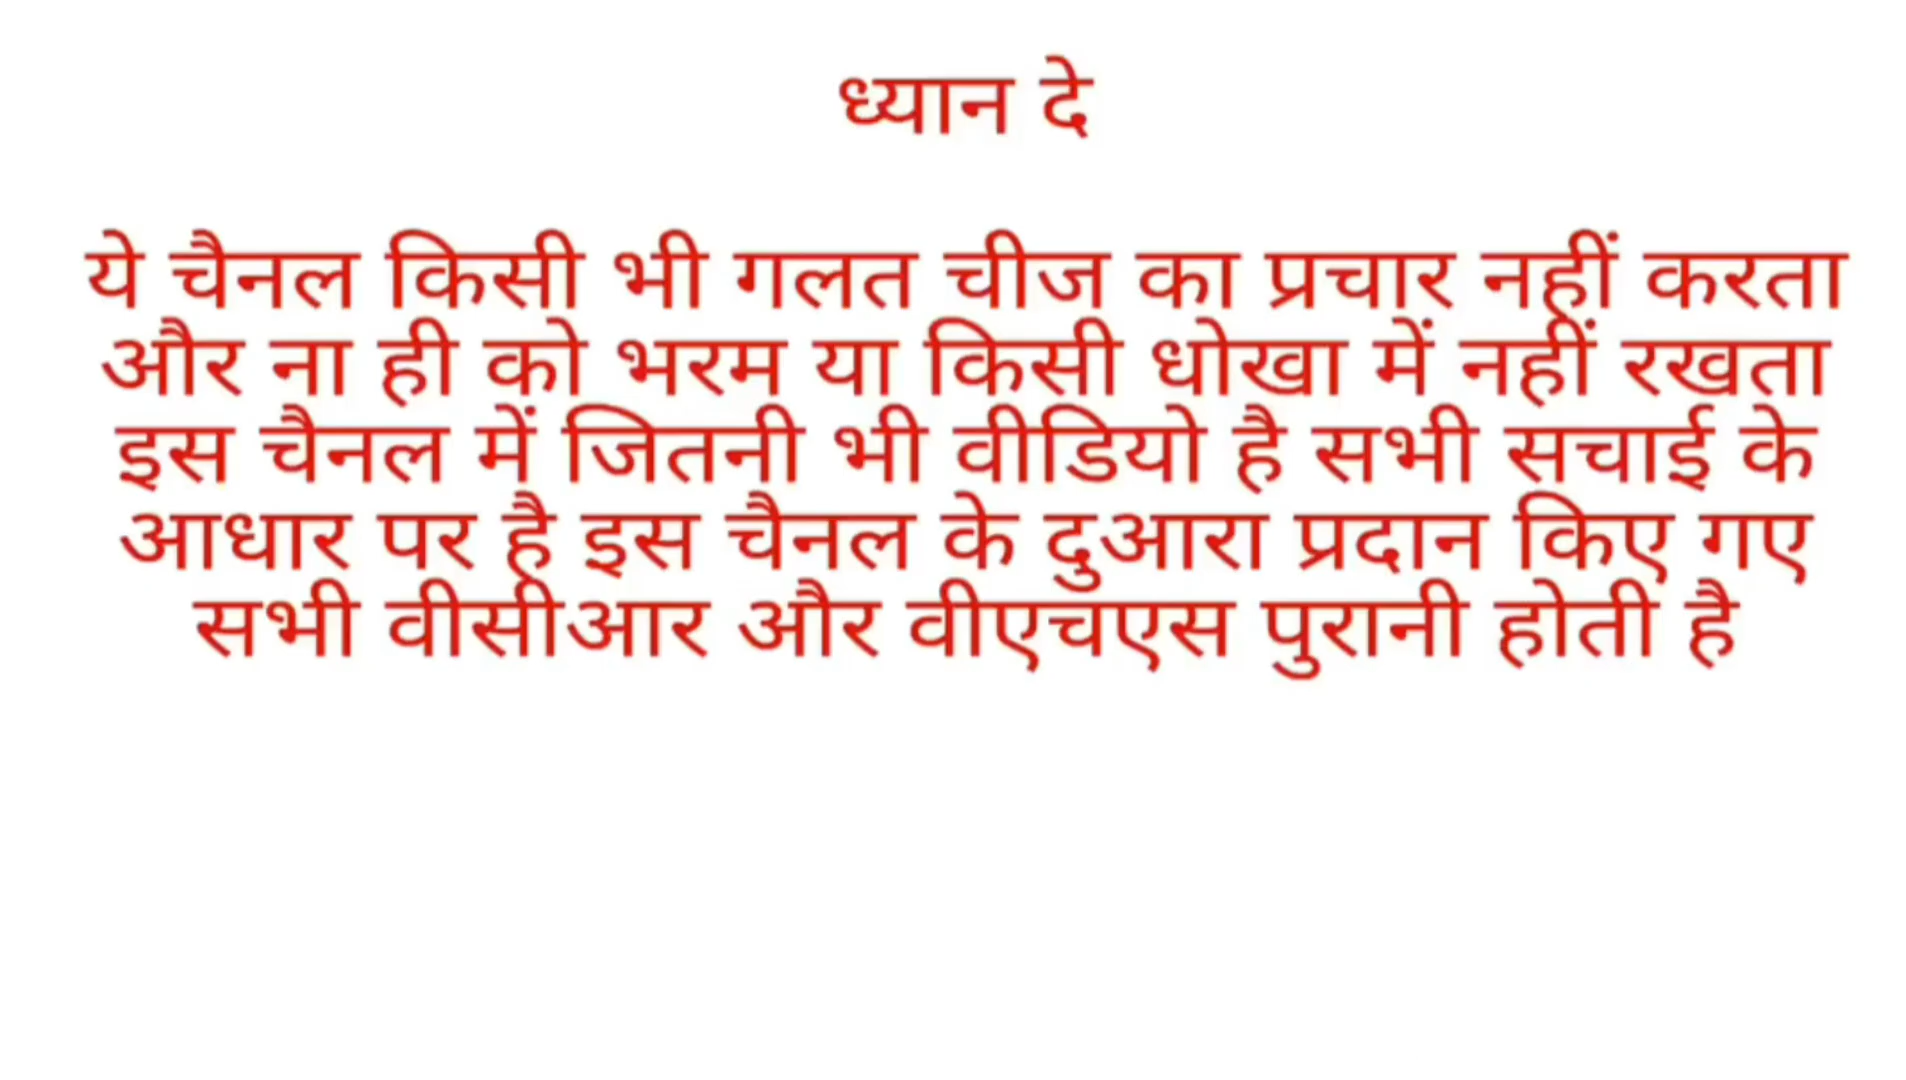 ध्यान दे
ये चैनल किसी भी गलत चीज का प्रचार नहीं करता
और ना ही को भरम या किसी धोखा में नहीं रखता
इस चैनल में जितनी भी वीडियो है सभी सचाई के
आधार पर है इस चैनल के दुआरा प्रदान किए गए
सभी वीसीआर और वीएचएस पुरानी होती है